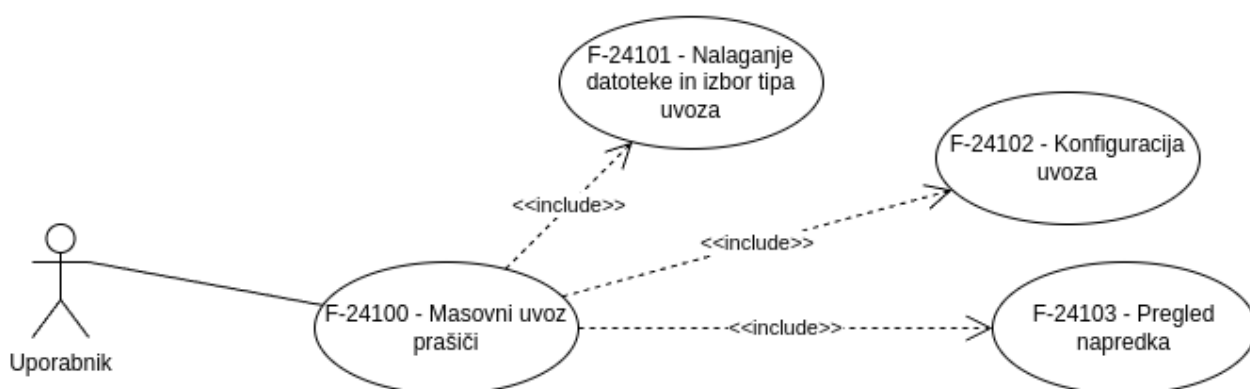 F-24101 - Nalaganje
datoteke in izbor tipa
uvoza
F-24102 - Konfiguracija
uvoza
<<include>>
<<include>>
F-24100 - Masovni uvoz
prašiči
<<include>>
F-24103 - Pregled
napredka
Uporabnik